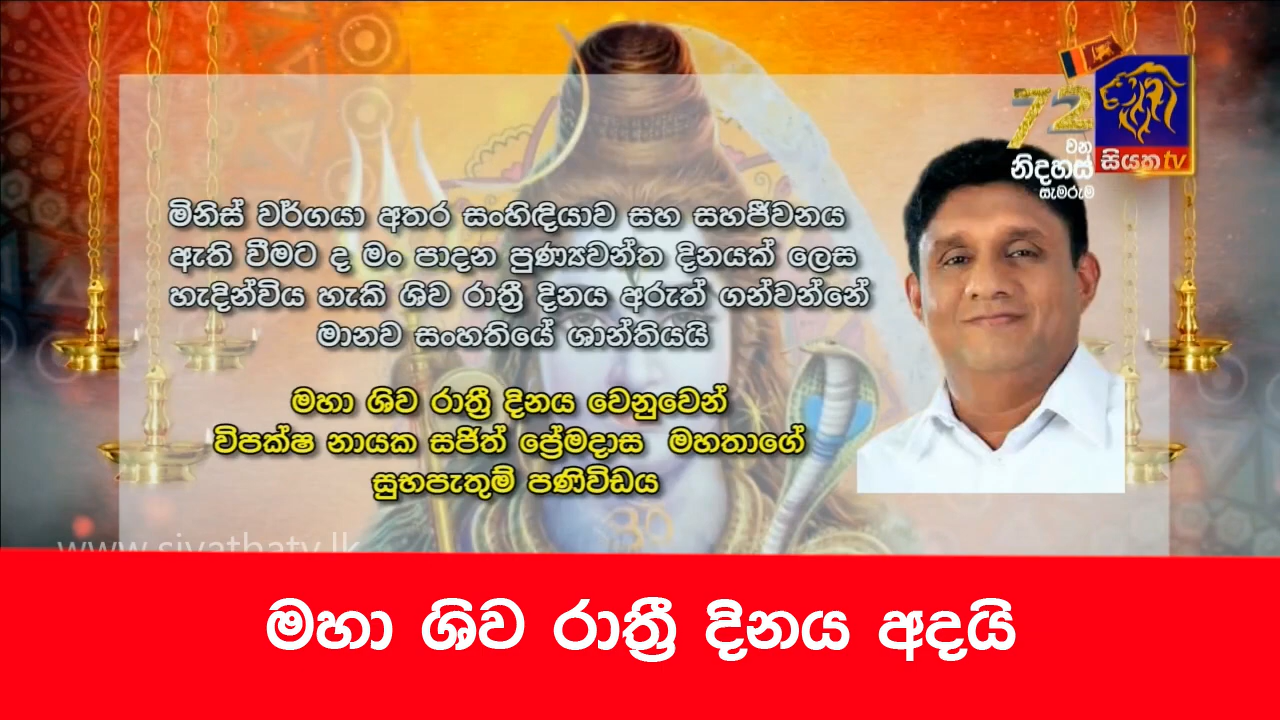 72
වන
නිදහස්
සැමරුම
සියත tv
මිනිස් වර්ගයා අතර සංහිඳියාව සහ සහජීවනය
ඇති වීමට ද මං පාදන පුණ්‍යවන්ත දිනයක් ලෙස
හැඳින්විය හැකි ශිව රාත්‍රී දිනය අරුත් ගන්වන්නේ
මානව සංහතියේ ශාන්තියයි
මහා ශිව රාත්‍රී දිනය වෙනුවෙන්
විපක්ෂ නායක සජිත් ප්‍රේමදාස මහතාගේ
සුභපැතුම් පණිවිඩය
www.siyathatv.lk
මහා ශිව රාත්‍රී දිනය අදයි